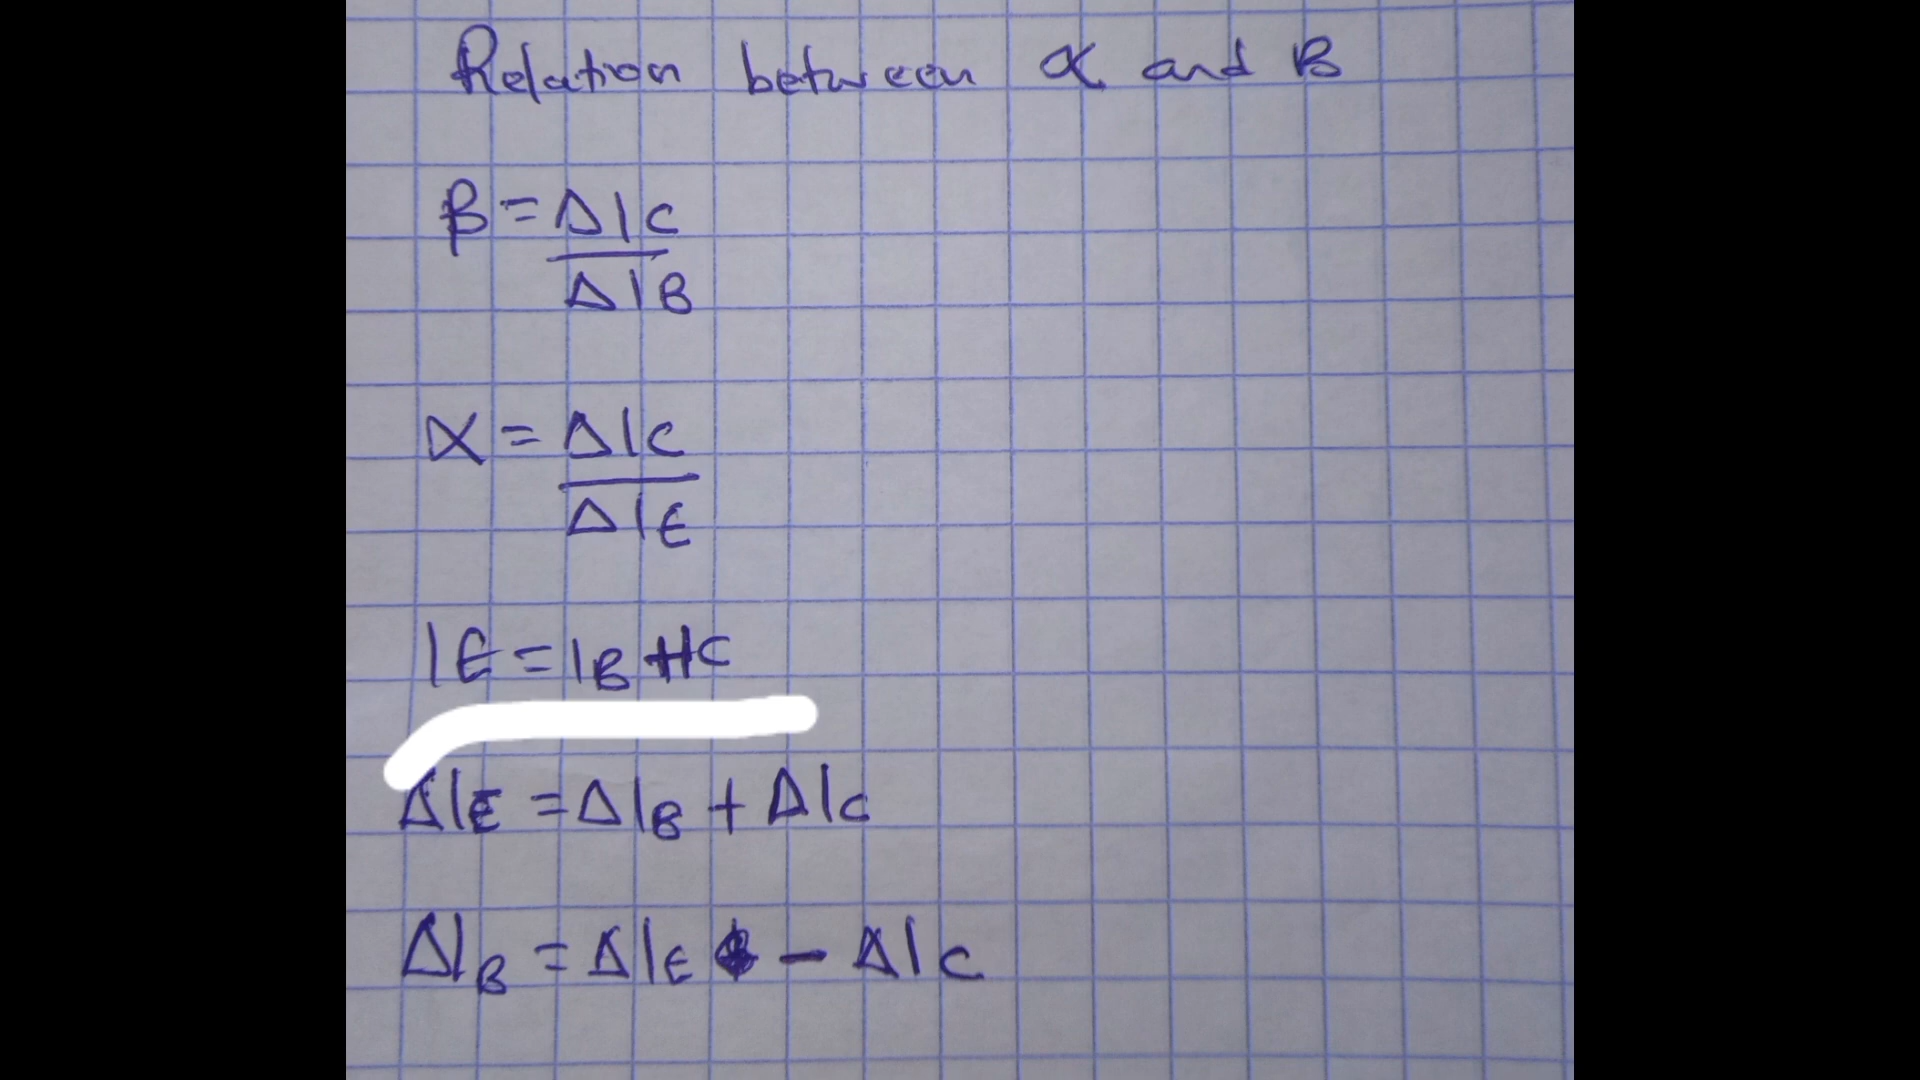 Relation between α and B
β = ΔIC
ΔIB
α = ΔIC
ΔIE
IE = IB + IC
ΔIE = ΔIB + ΔIC
ΔIB = ΔIE - ΔIC